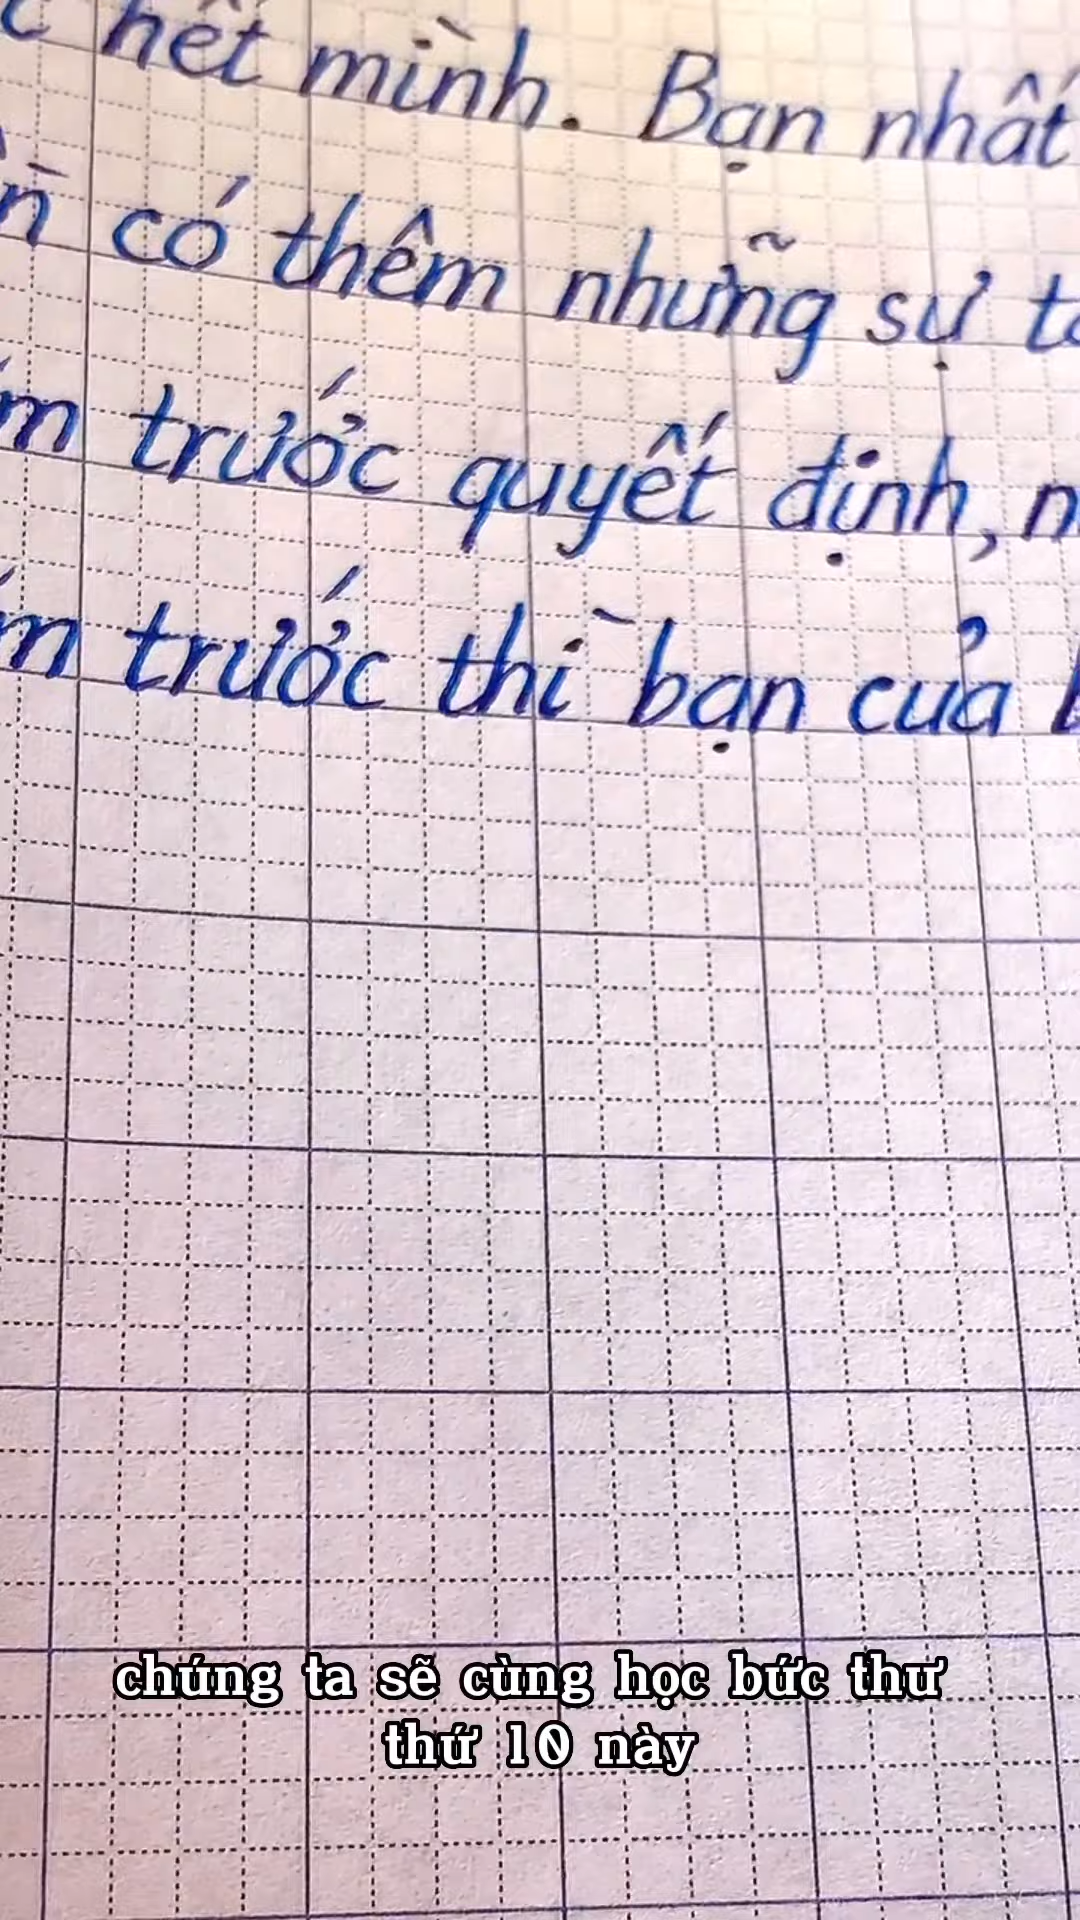 hết mình. Bạn nhất
có thêm những sự
trước quyết định,
trước thì bạn của
chúng ta sẽ cùng học bức thư
thứ 10 này